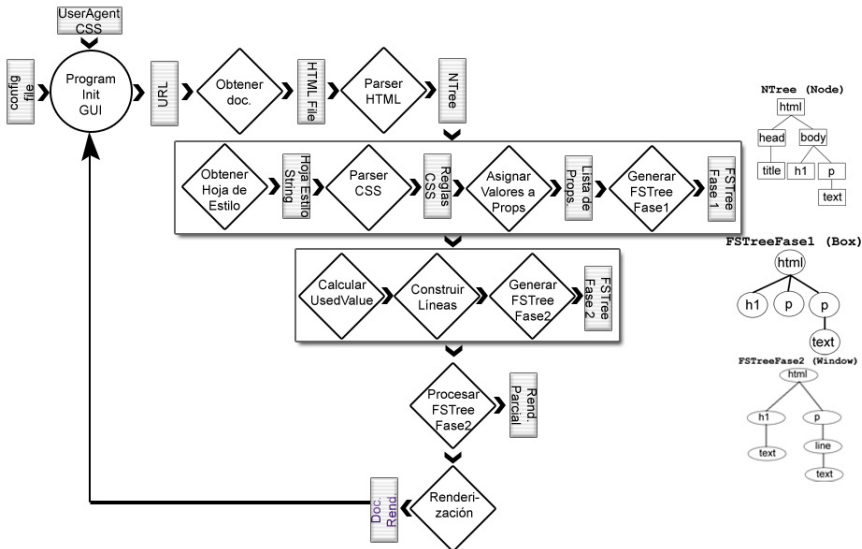 UserAgent
CSS
config
file
Program
Init
GUI
URL
Obtener
doc.
HTML File
Parser
HTML
NTree
Obtener
Hoja de
Estilo
Hoja Estilo
String
Parser
CSS
Reglas
CSS
Asignar
Valores a
Props.
Lista de
Props.
Generar
FSTree
Fase1
FSTree
Fase 1
Calcular
UsedValue
Construir
Líneas
Generar
FSTree
Fase2
FSTree
Fase 2
Procesar
FSTree
Fase2
Rend.
Parcial
Renderi-
zación
Doc.
Rend.
NTree (Node)
html
head
body
title
h1
p
text
FSTreeFase1 (Box)
html
h1
p
p
text
FSTreeFase2 (Window)
html
h1
p
text
line
text